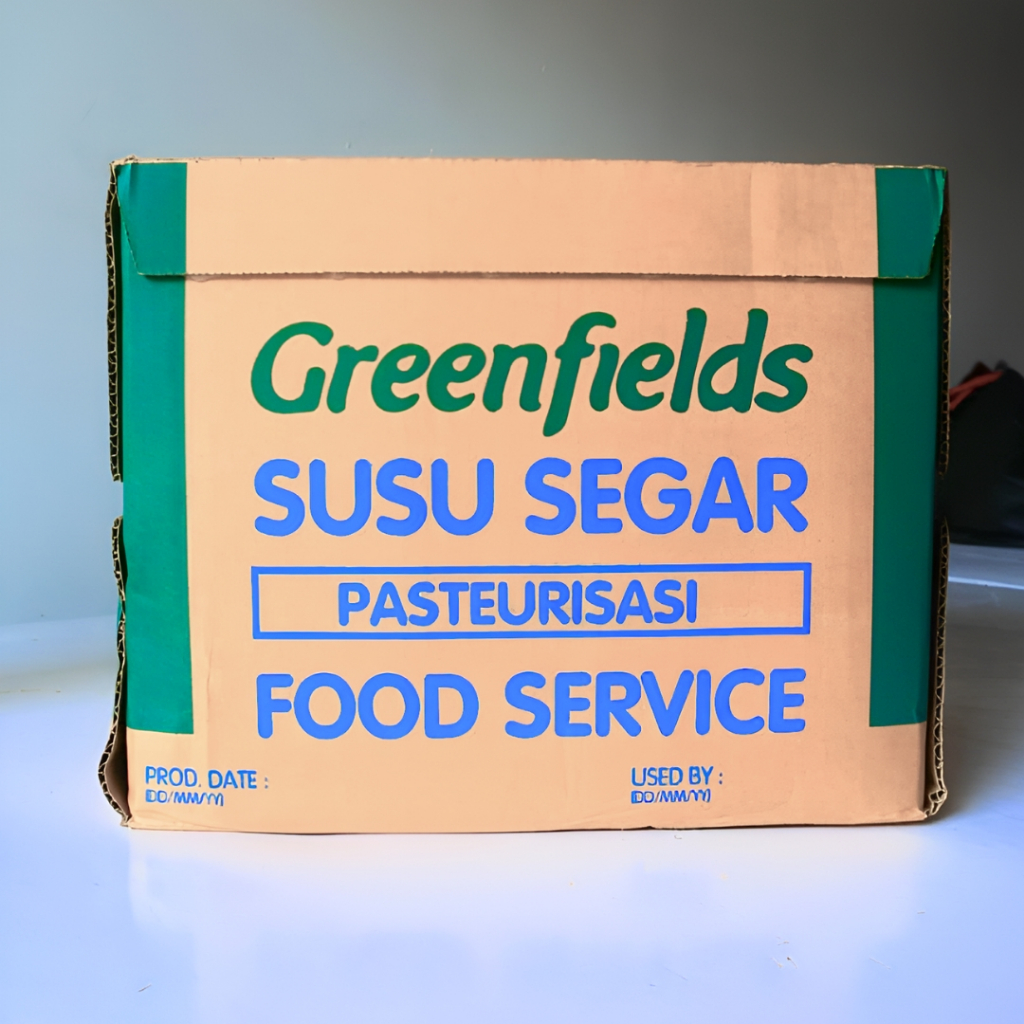 Greenfields
SUSU SEGAR
PASTEURISASI
FOOD SERVICE
PROD. DATE :
(DD/MM/YY)
USED BY :
(DD/MM/YY)